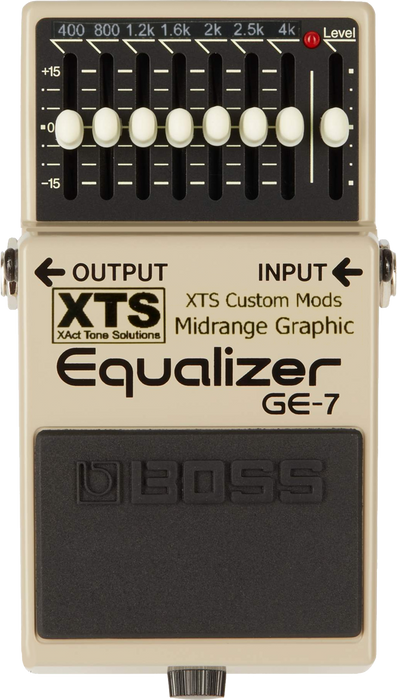 400 800 1.2k 1.6k 2k 2.5k 4k Level
+15
0
-15
OUTPUT INPUT
XTS
XAct Tone Solutions
XTS Custom Mods
Midrange Graphic
Equalizer
GE-7
BOSS